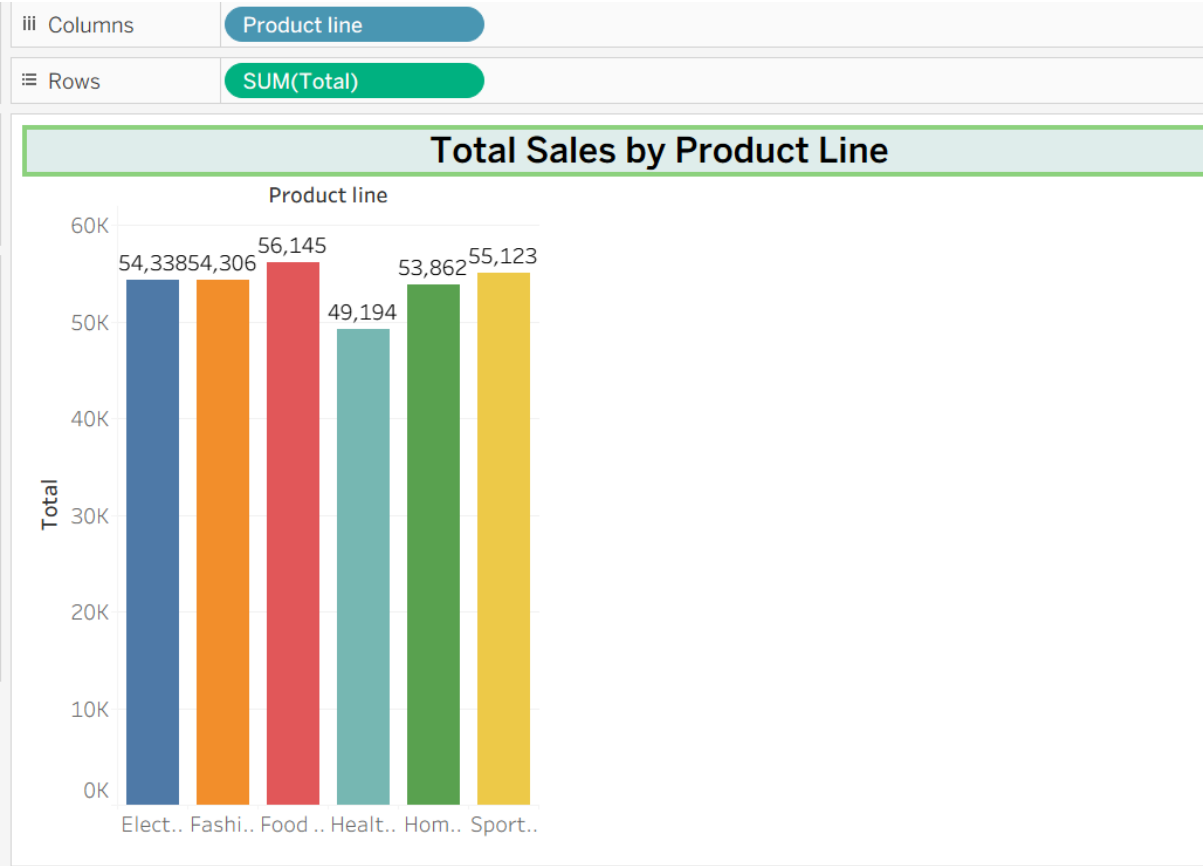 Columns
Product line
Rows
SUM(Total)
Total Sales by Product Line
Product line
60K
50K
40K
30K
20K
10K
0K
Total
54,338
54,306
56,145
49,194
53,862
55,123
Elect..
Fashi..
Food ..
Healt..
Hom..
Sport..